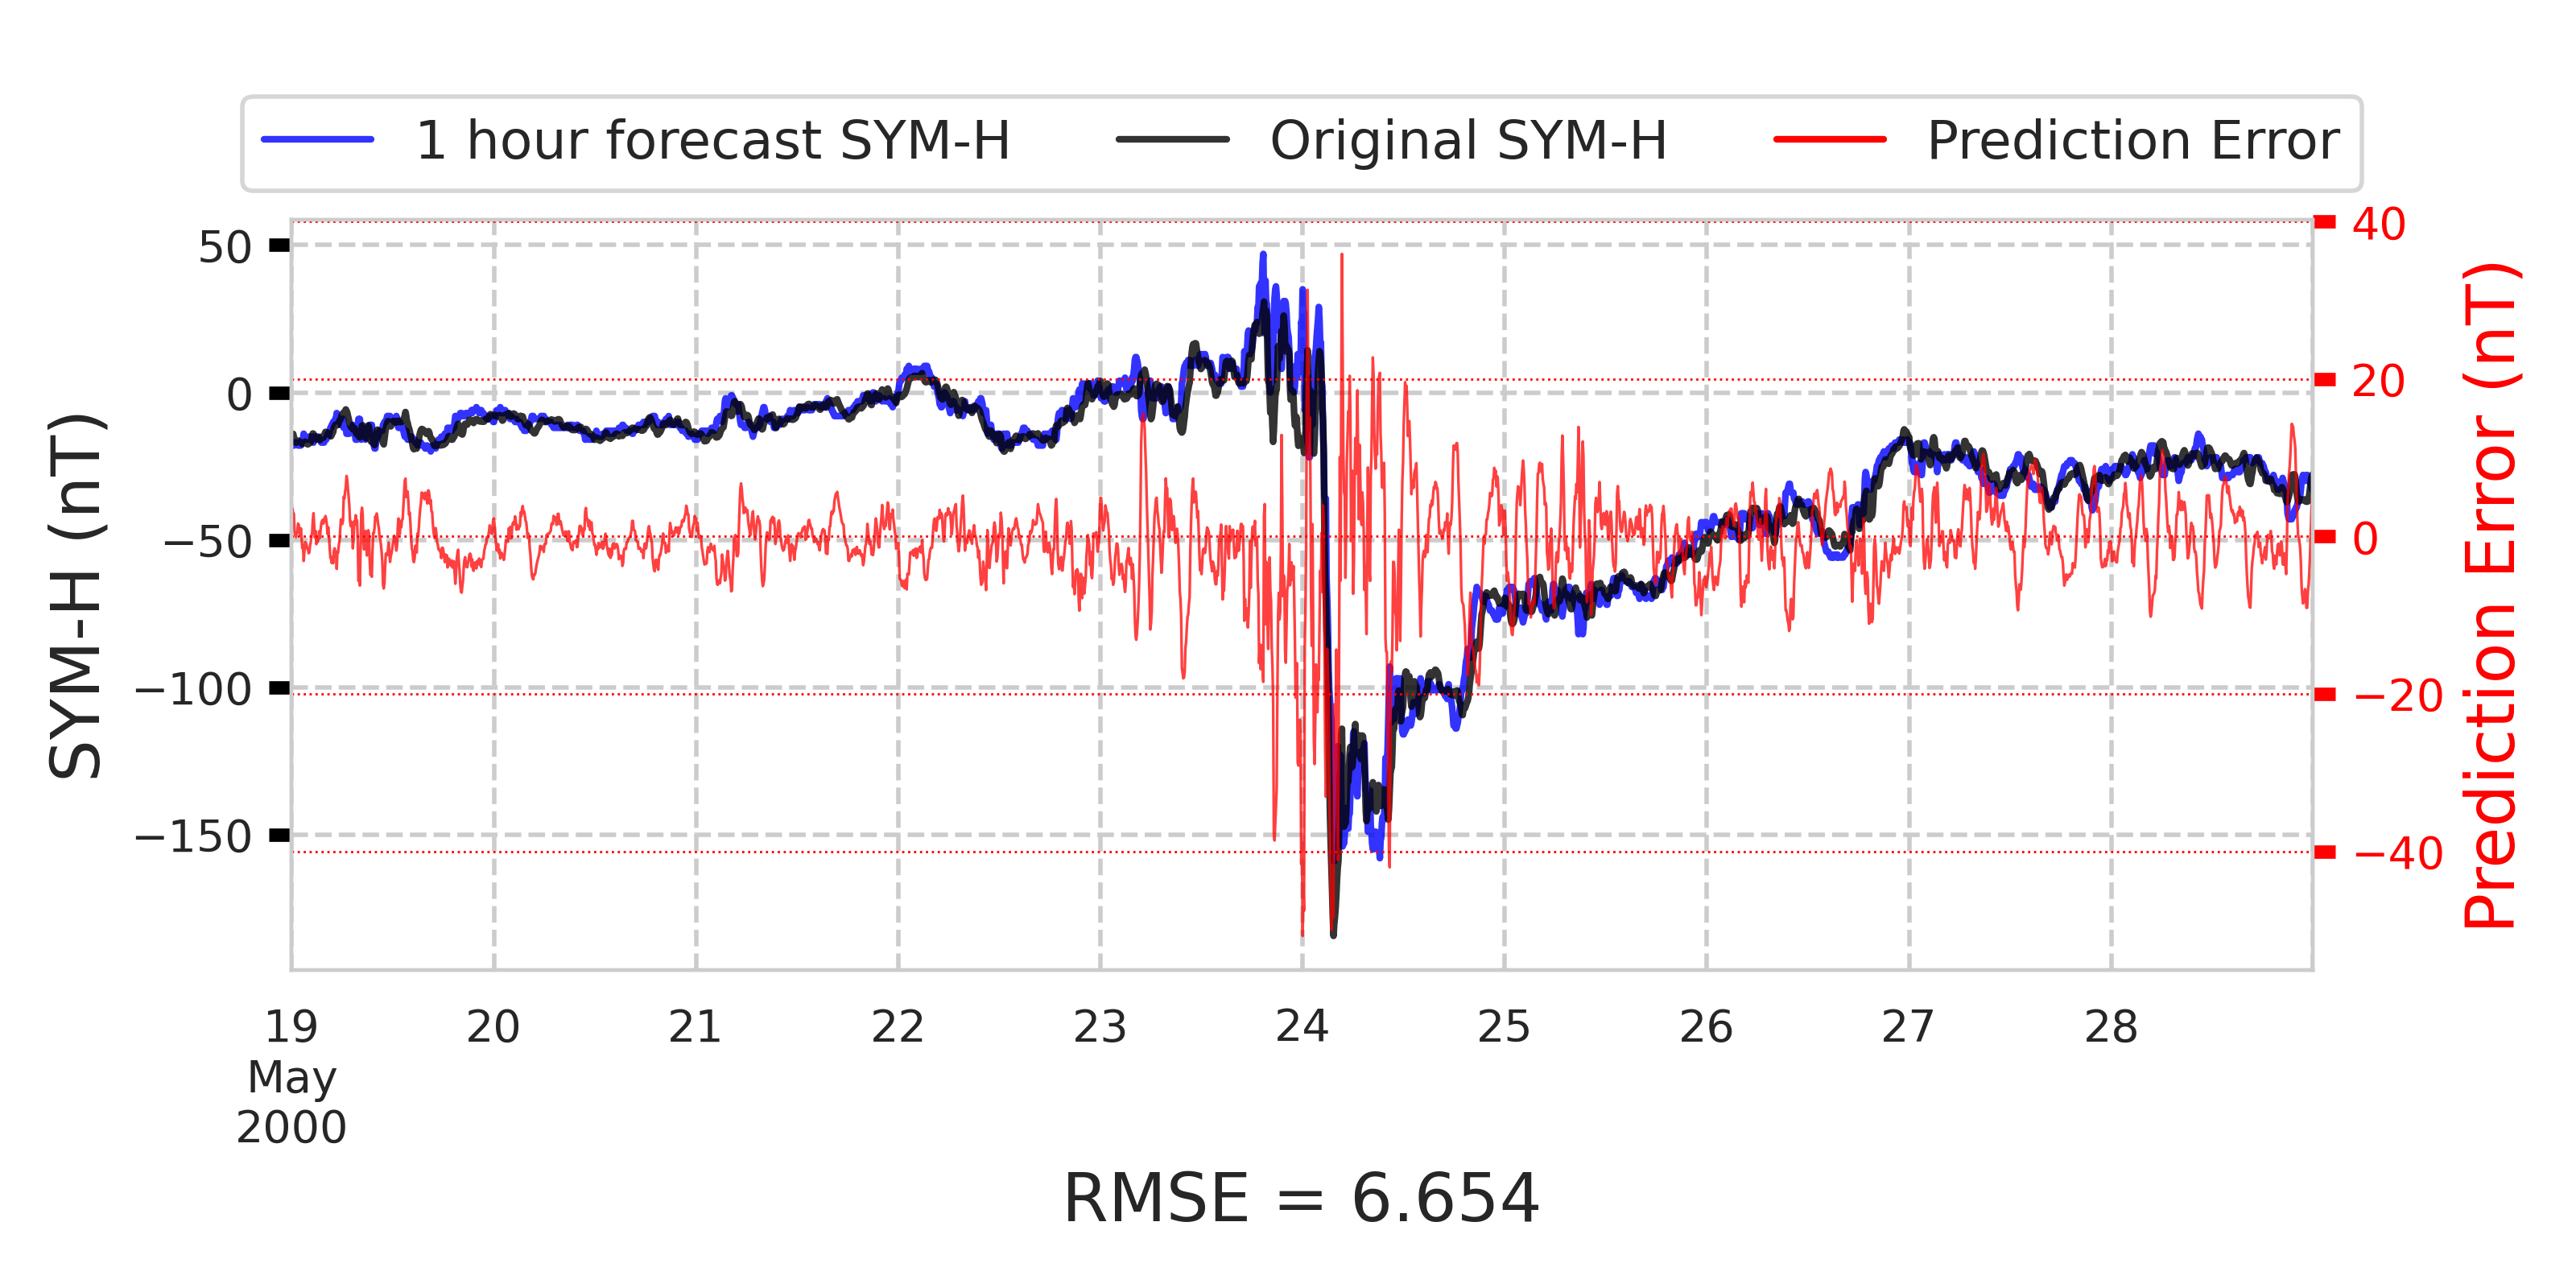 1 hour forecast SYM-H Original SYM-H Prediction Error
SYM-H (nT)
50
0
−50
−100
−150
40
20
0
−20
−40
Prediction Error (nT)
19 20 21 22 23 24 25 26 27 28
May
2000
RMSE = 6.654